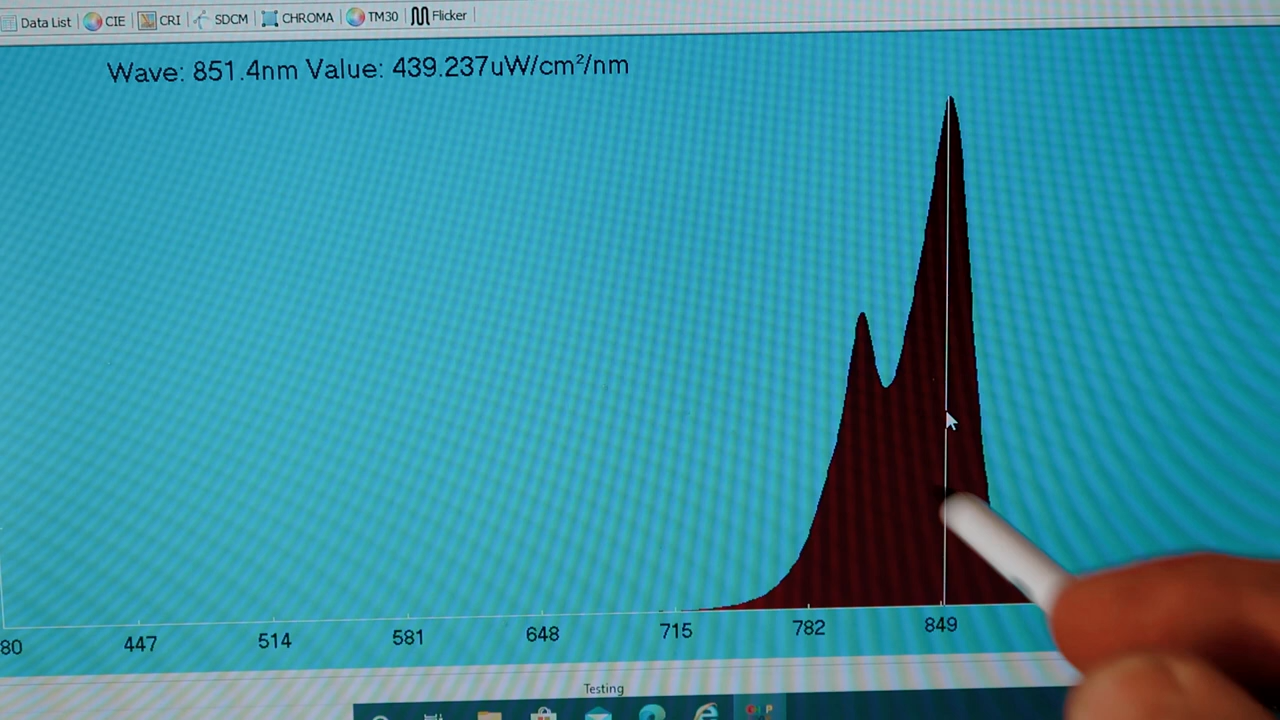 Data List CIE CRI SDCM CHROMA TM30 Flicker
Wave: 851.4nm Value: 439.237uW/cm²/nm
80 447 514 581 648 715 782 849
Testing